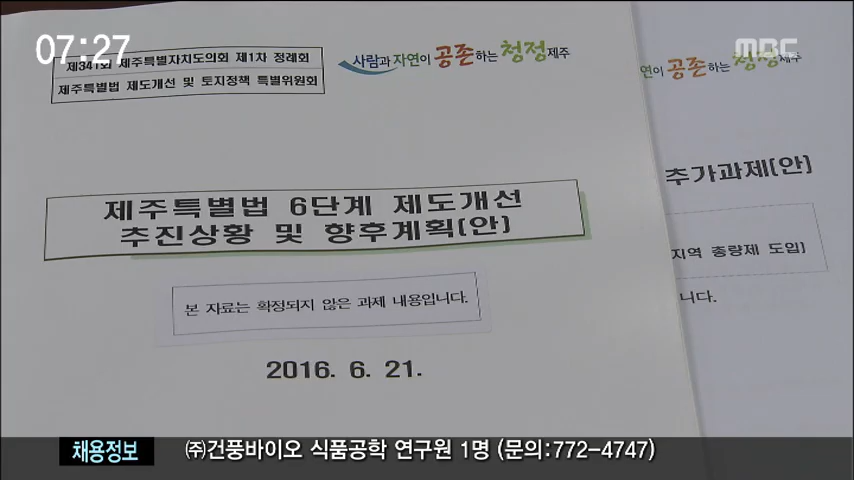 07:27
MBC
제341회 제주특별자치도의회 제1차 정례회
제주특별법 제도개선 및 토지정책 특별위원회
사람과 자연이 공존하는 청정제주
연이 공존하는 청정제주
제주특별법 6단계 제도개선
추진상황 및 향후계획(안)
본 자료는 확정되지 않은 과제 내용입니다.
2016. 6. 21.
추가과제(안)
지역 총량제 도입]
니다.
채용정보
㈜건풍바이오 식품공학 연구원 1명 (문의:772-4747)